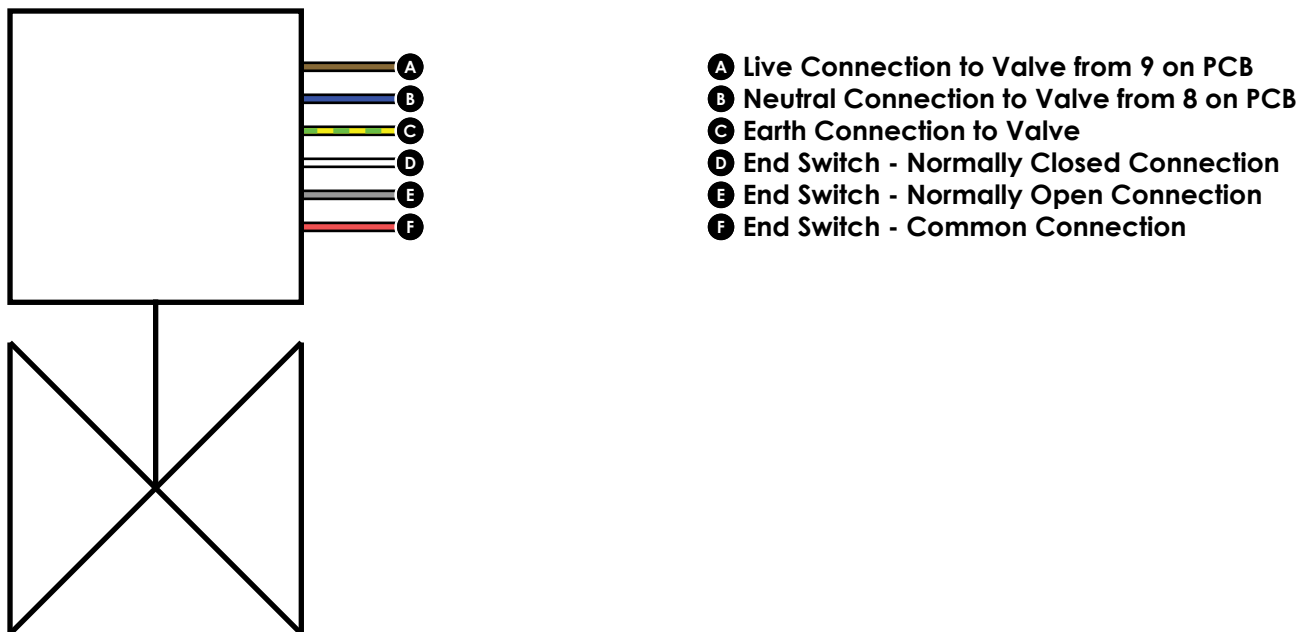 A
B
C
D
E
F
A Live Connection to Valve from 9 on PCB
B Neutral Connection to Valve from 8 on PCB
C Earth Connection to Valve
D End Switch - Normally Closed Connection
E End Switch - Normally Open Connection
F End Switch - Common Connection